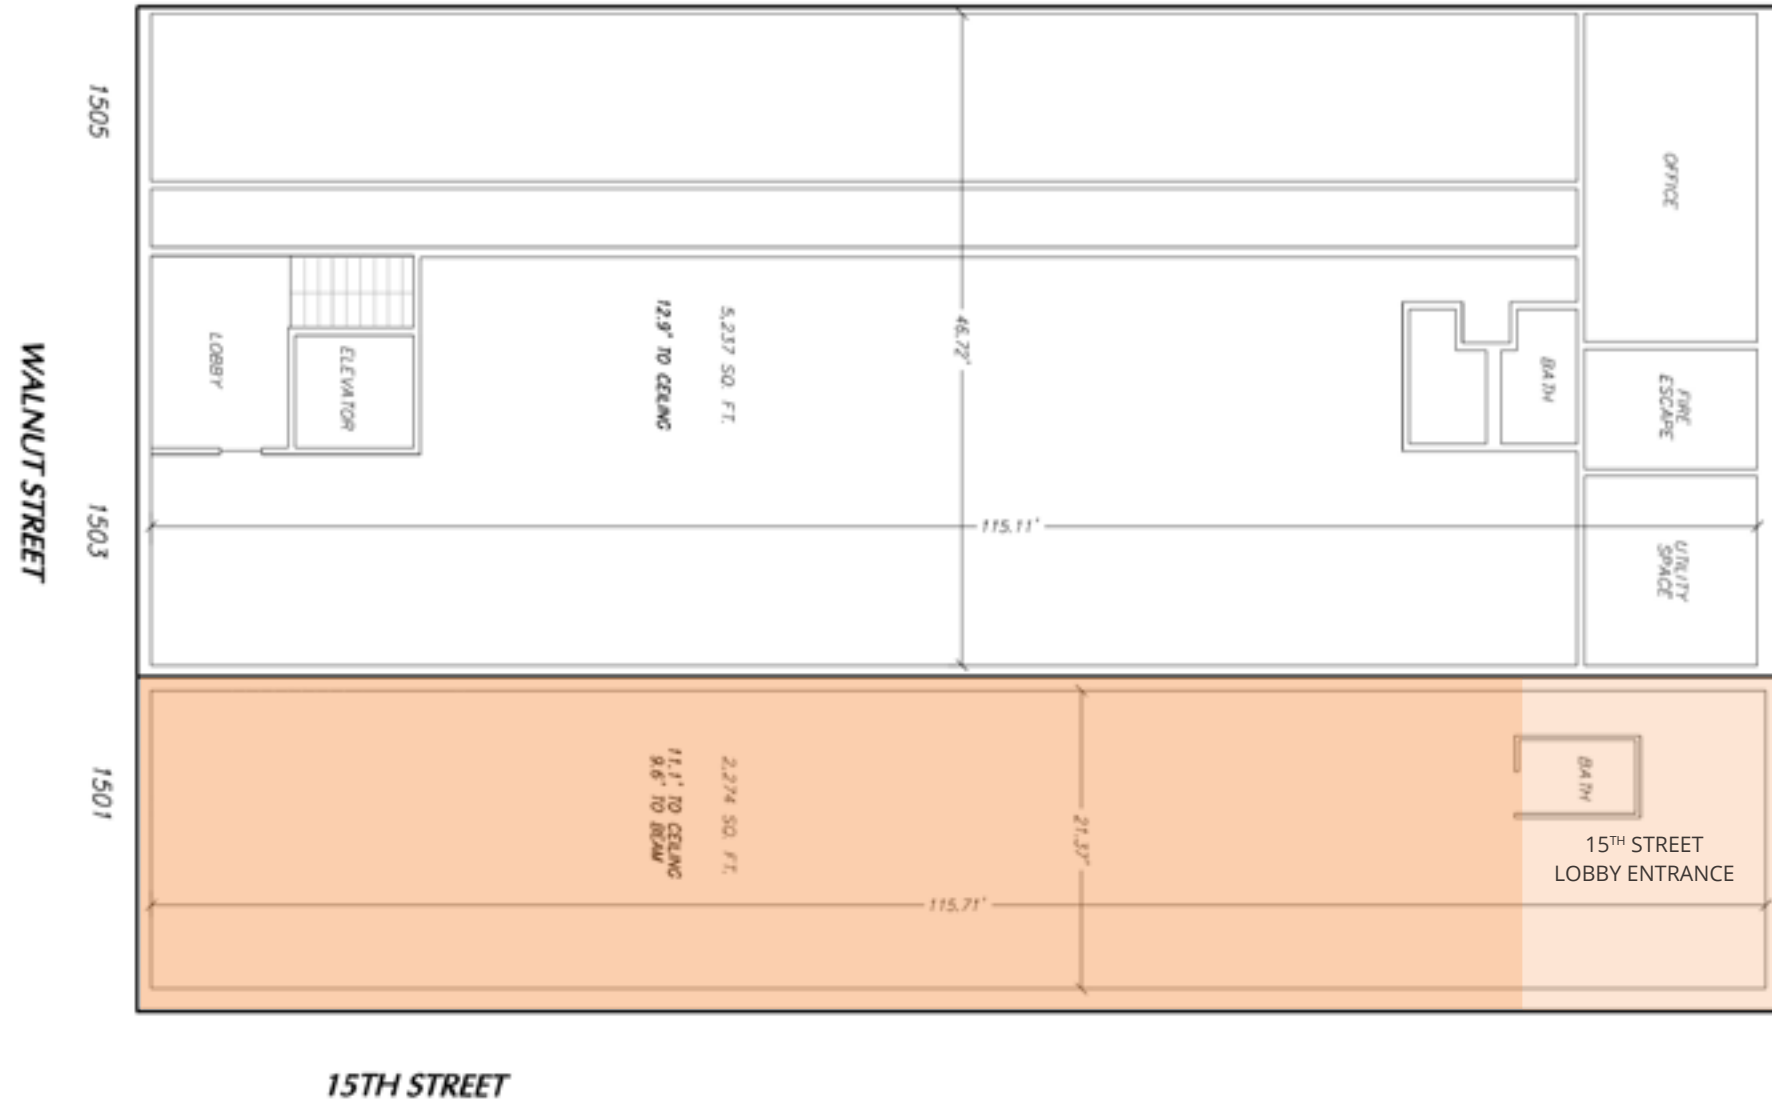 1505
OFFICE
LOBBY
ELEVATOR
12.9" TO CEILING
5,237 SQ. FT.
46.72'
BATH
FIRE
ESCAPE
WALNUT STREET
1503
115.11'
UTILITY
SPACE
1501
2,274 SQ. FT.
11.1' TO CEILING
9.6" TO BEAM
21.37'
BATH
15TH STREET
LOBBY ENTRANCE
115.71'
15TH STREET